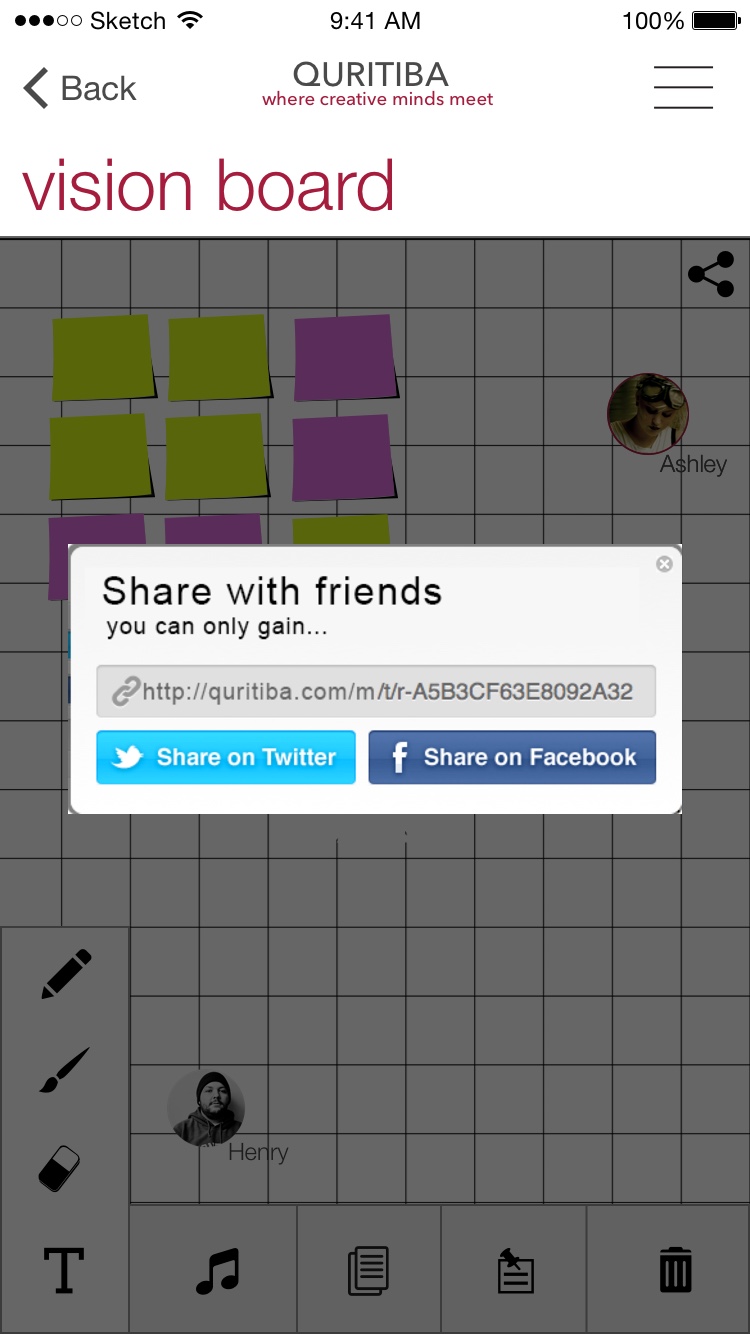 Sketch 9:41 AM 100%
Back
QURITIBA
where creative minds meet
vision board
Ashley
Share with friends
you can only gain...
http://quritiba.com/m/t/r-A5B3CF63E8092A32
Share on Twitter
f Share on Facebook
Henry
T